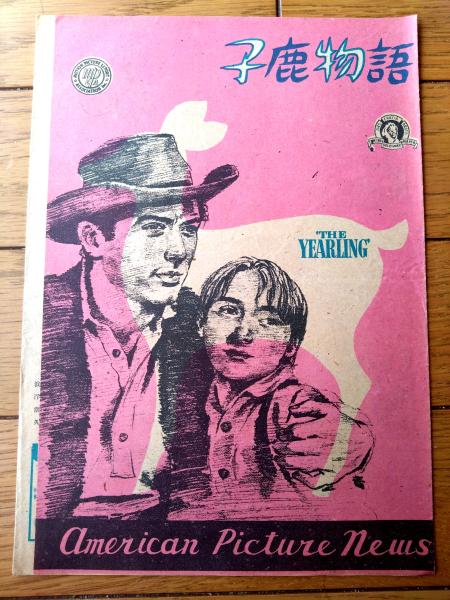 子鹿物語
'THE
YEARLING'
American Picture News